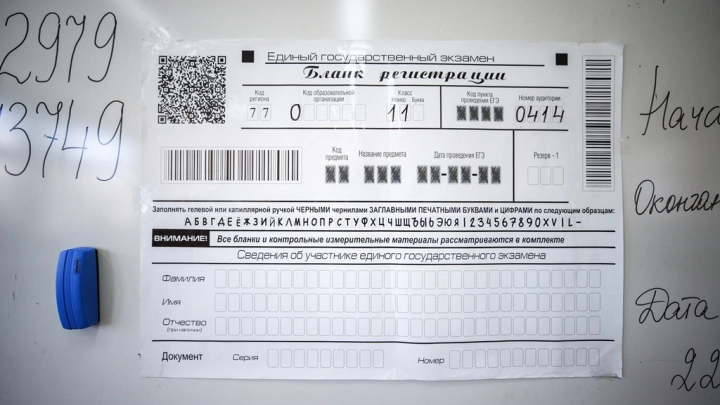 2979
13749
Единый государственный экзамен
Бланк регистрации
Код региона
Код образовательной организации
Класс
Номер Буква
Код пункта проведения ЕГЭ
Номер аудитории
77
0
11
0414
Код предмета
Название предмета
Дата проведения ЕГЭ
Резерв - 1
Заполнять гелевой или капиллярной ручкой ЧЕРНЫМИ чернилами ЗАГЛАВНЫМИ ПЕЧАТНЫМИ БУКВАМИ и ЦИФРАМИ по следующим образцам:
АБВГДЕЁЖЗИЙКЛМНОПРСТУФХЦЧШЩЪЫЬЭЮЯ1234567890XVIL-
ВНИМАНИЕ! Все бланки и контрольные измерительные материалы рассматриваются в комплекте
Сведения об участнике единого государственного экзамена
Фамилия
Имя
Отчество
(при наличии)
Документ Серия Номер
Нача
Оконган
Дата
22